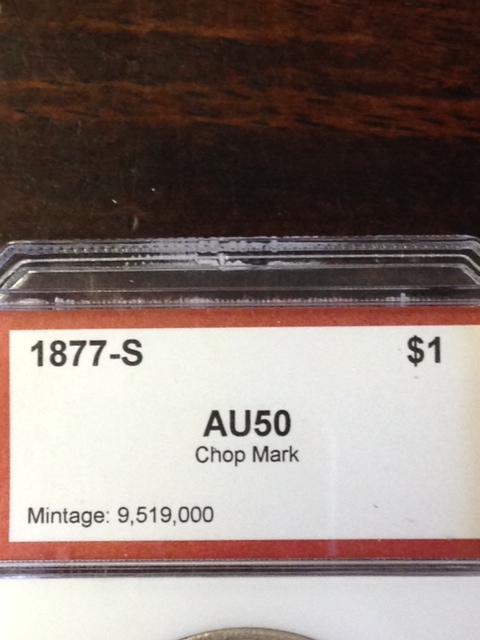 1877-S $1
AU50
Chop Mark
Mintage: 9,519,000